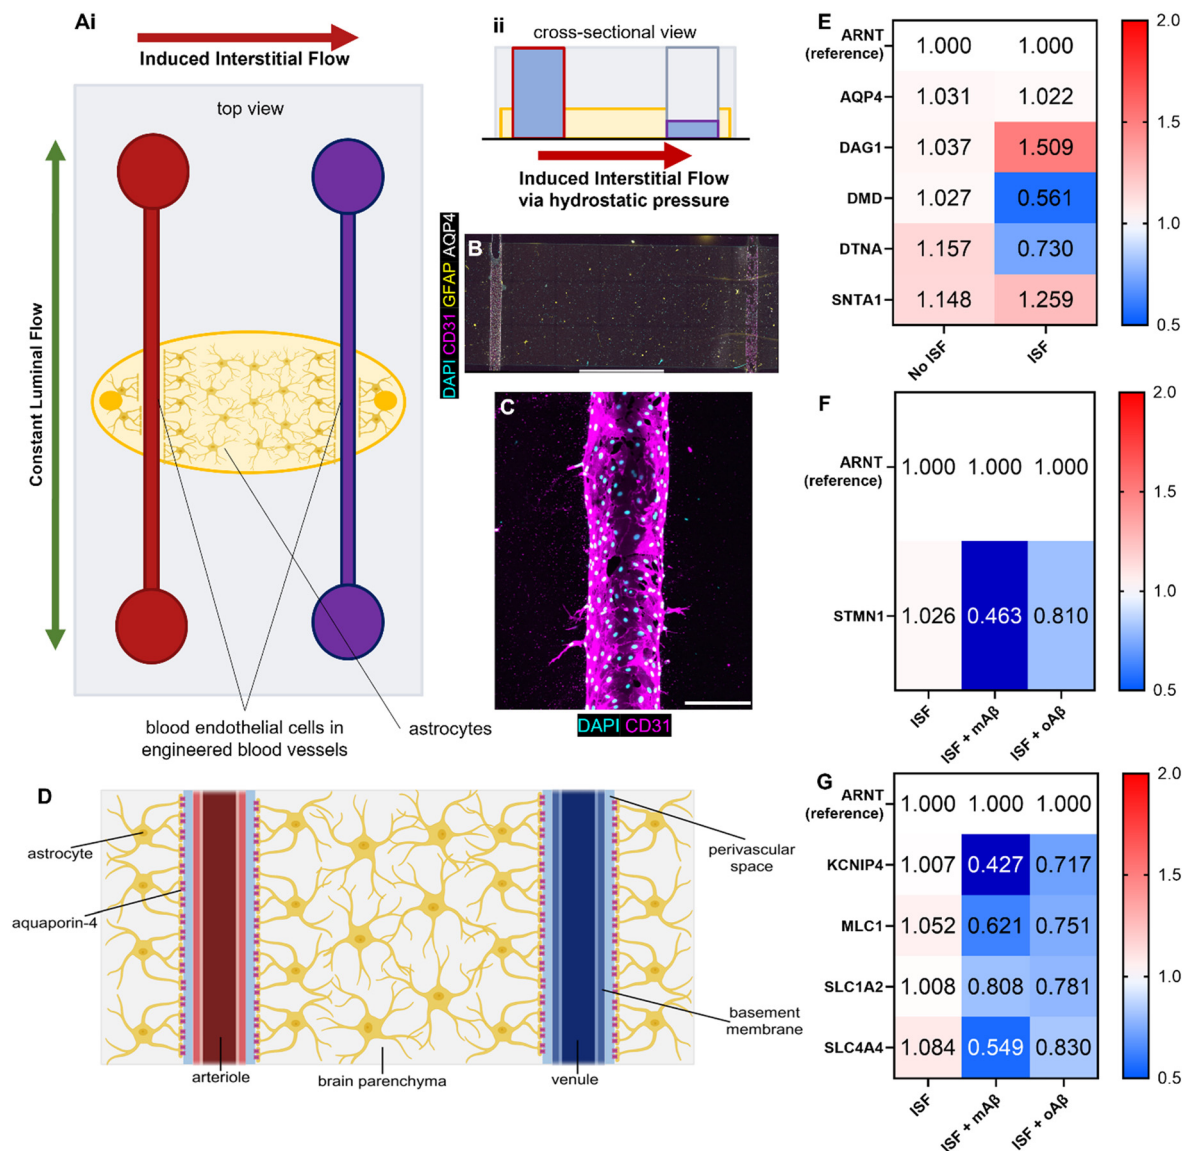 Ai
Induced Interstitial Flow
top view
Constant Luminal Flow
blood endothelial cells in
engineered blood vessels
astrocytes
ii
cross-sectional view
Induced Interstitial Flow
via hydrostatic pressure
B
DAPI CD31 GFAP AQP4
C
DAPI CD31
D
astrocyte
aquaporin-4
arteriole
brain parenchyma
venule
perivascular
space
basement
membrane
E
ARNT
(reference)
1.000 1.000
AQP4 1.031 1.022
DAG1 1.037 1.509
DMD 1.027 0.561
DTNA 1.157 0.730
SNTA1 1.148 1.259
No ISF
ISF
2.0
1.5
1.0
0.5
F
ARNT
(reference)
1.000 1.000 1.000
STMN1 1.026 0.463 0.810
ISF
ISF + mAβ
ISF + oAβ
2.0
1.5
1.0
0.5
G
ARNT
(reference)
1.000 1.000 1.000
KCNIP4 1.007 0.427 0.717
MLC1 1.052 0.621 0.751
SLC1A2 1.008 0.808 0.781
SLC4A4 1.084 0.549 0.830
ISF
ISF + mAβ
ISF + oAβ
2.0
1.5
1.0
0.5